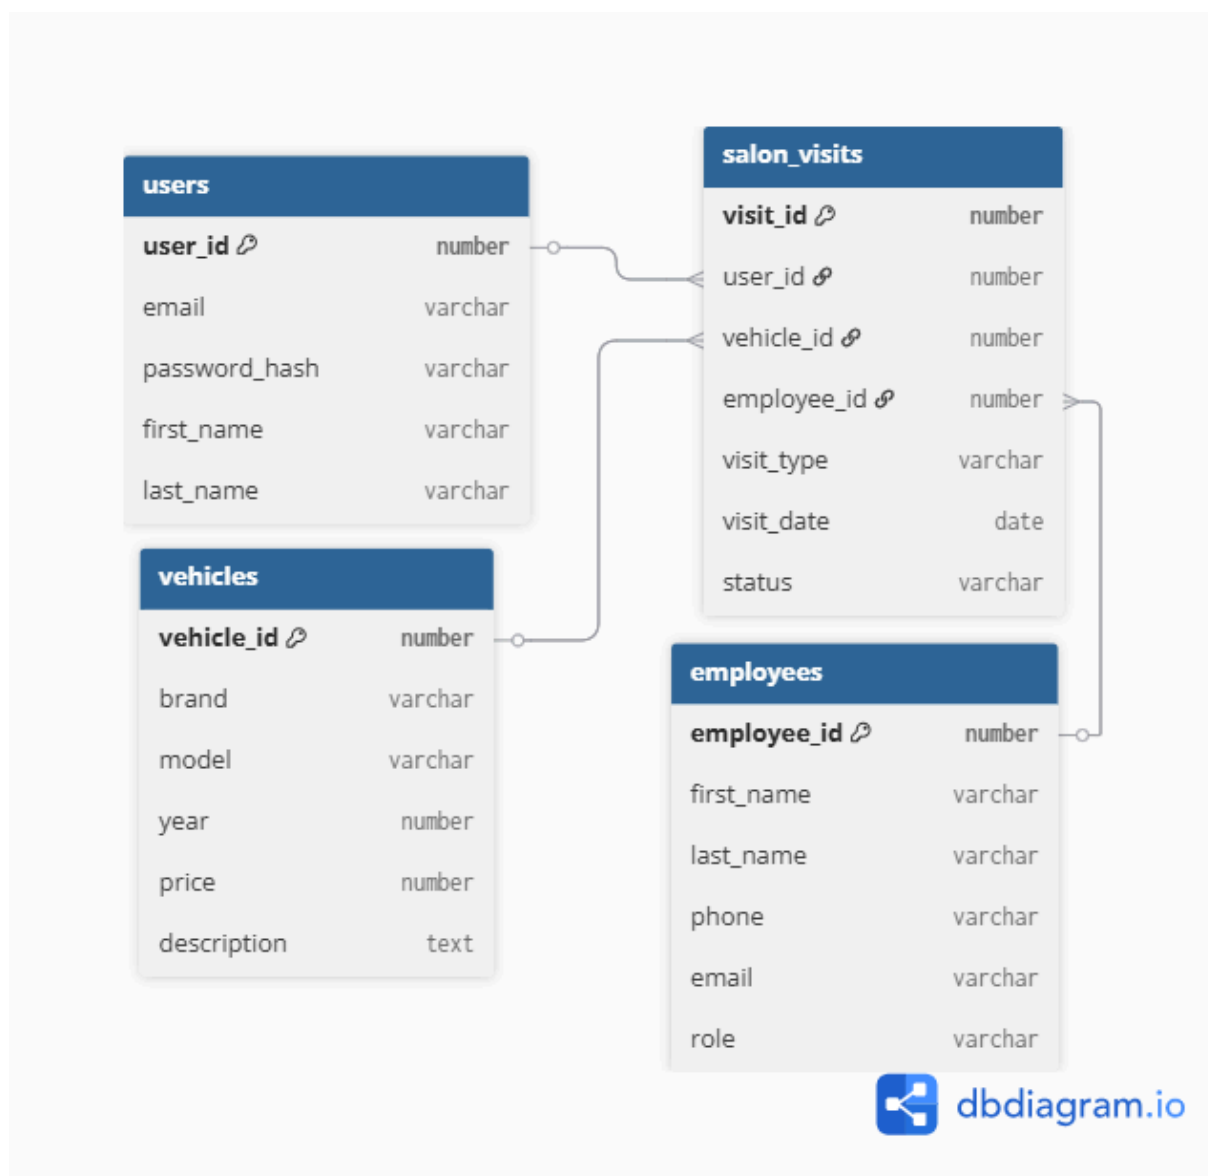 users
user_id number
email varchar
password_hash varchar
first_name varchar
last_name varchar
salon_visits
visit_id number
user_id number
vehicle_id number
employee_id number
visit_type varchar
visit_date date
status varchar
vehicles
vehicle_id number
brand varchar
model varchar
year number
price number
description text
employees
employee_id number
first_name varchar
last_name varchar
phone varchar
email varchar
role varchar
dbdiagram.io